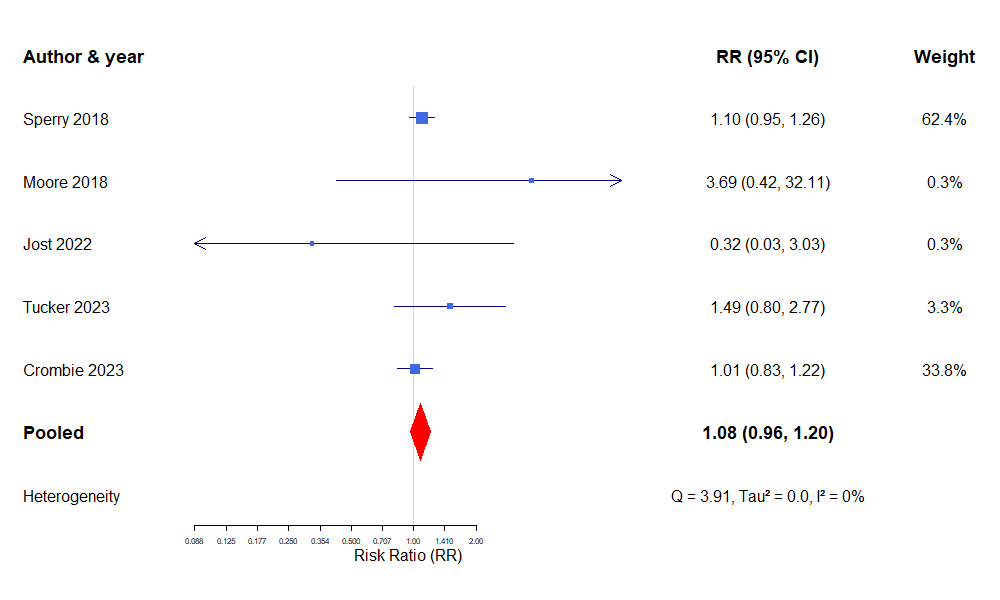 Author & year RR (95% CI) Weight
Sperry 2018 1.10 (0.95, 1.26) 62.4%
Moore 2018 3.69 (0.42, 32.11) 0.3%
Jost 2022 0.32 (0.03, 3.03) 0.3%
Tucker 2023 1.49 (0.80, 2.77) 3.3%
Crombie 2023 1.01 (0.83, 1.22) 33.8%
Pooled 1.08 (0.96, 1.20)
Heterogeneity Q = 3.91, Tau² = 0.0, I² = 0%
0.088 0.125 0.177 0.250 0.354 0.500 0.707 1.00 1.410 2.00
Risk Ratio (RR)